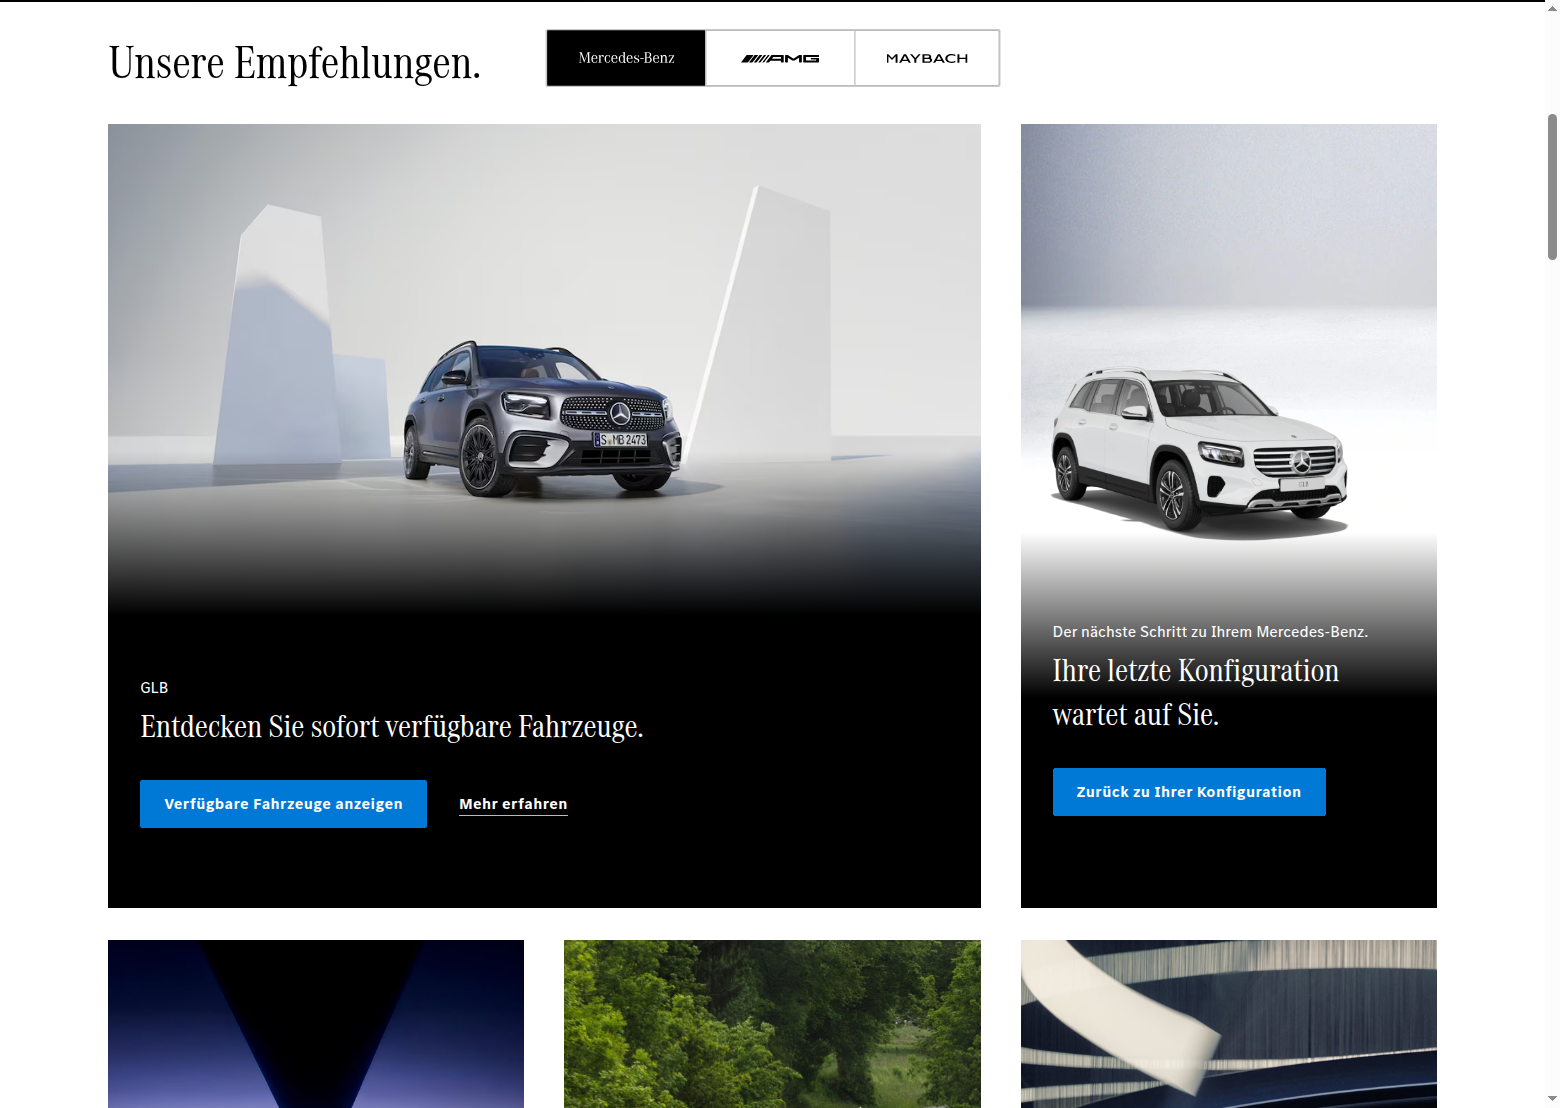 Unsere Empfehlungen.
Mercedes-Benz
AMG
MAYBACH
S MB 2473
GLB
GLB
Entdecken Sie sofort verfügbare Fahrzeuge.
Verfügbare Fahrzeuge anzeigen
Mehr erfahren
Der nächste Schritt zu Ihrem Mercedes-Benz.
Ihre letzte Konfiguration
wartet auf Sie.
Zurück zu Ihrer Konfiguration